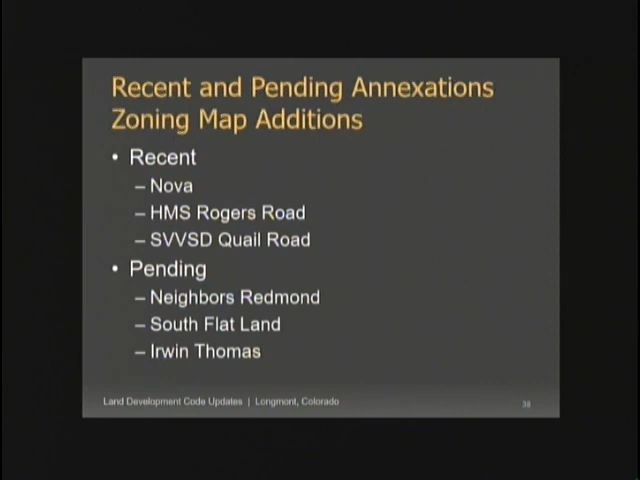 Recent and Pending Annexations
Zoning Map Additions
• Recent
– Nova
– HMS Rogers Road
– SVVSD Quail Road
• Pending
– Neighbors Redmond
– South Flat Land
– Irwin Thomas
Land Development Code Updates | Longmont, Colorado
38